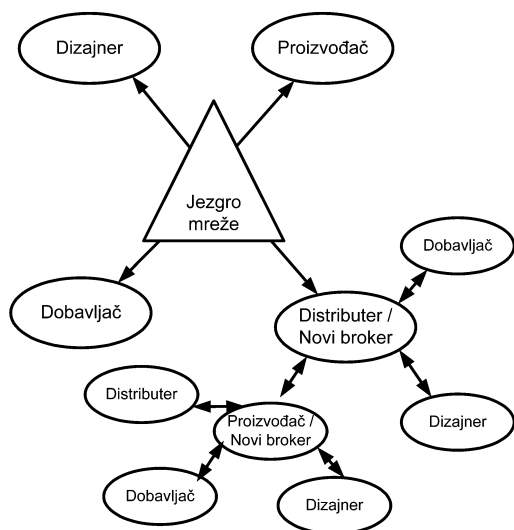 Dizajner
Proizvođač
Jezgro
mreže
Dobavljač
Dobavljač
Distributer /
Novi broker
Distributer
Proizvođač /
Novi broker
Dizajner
Dobavljač
Dizajner